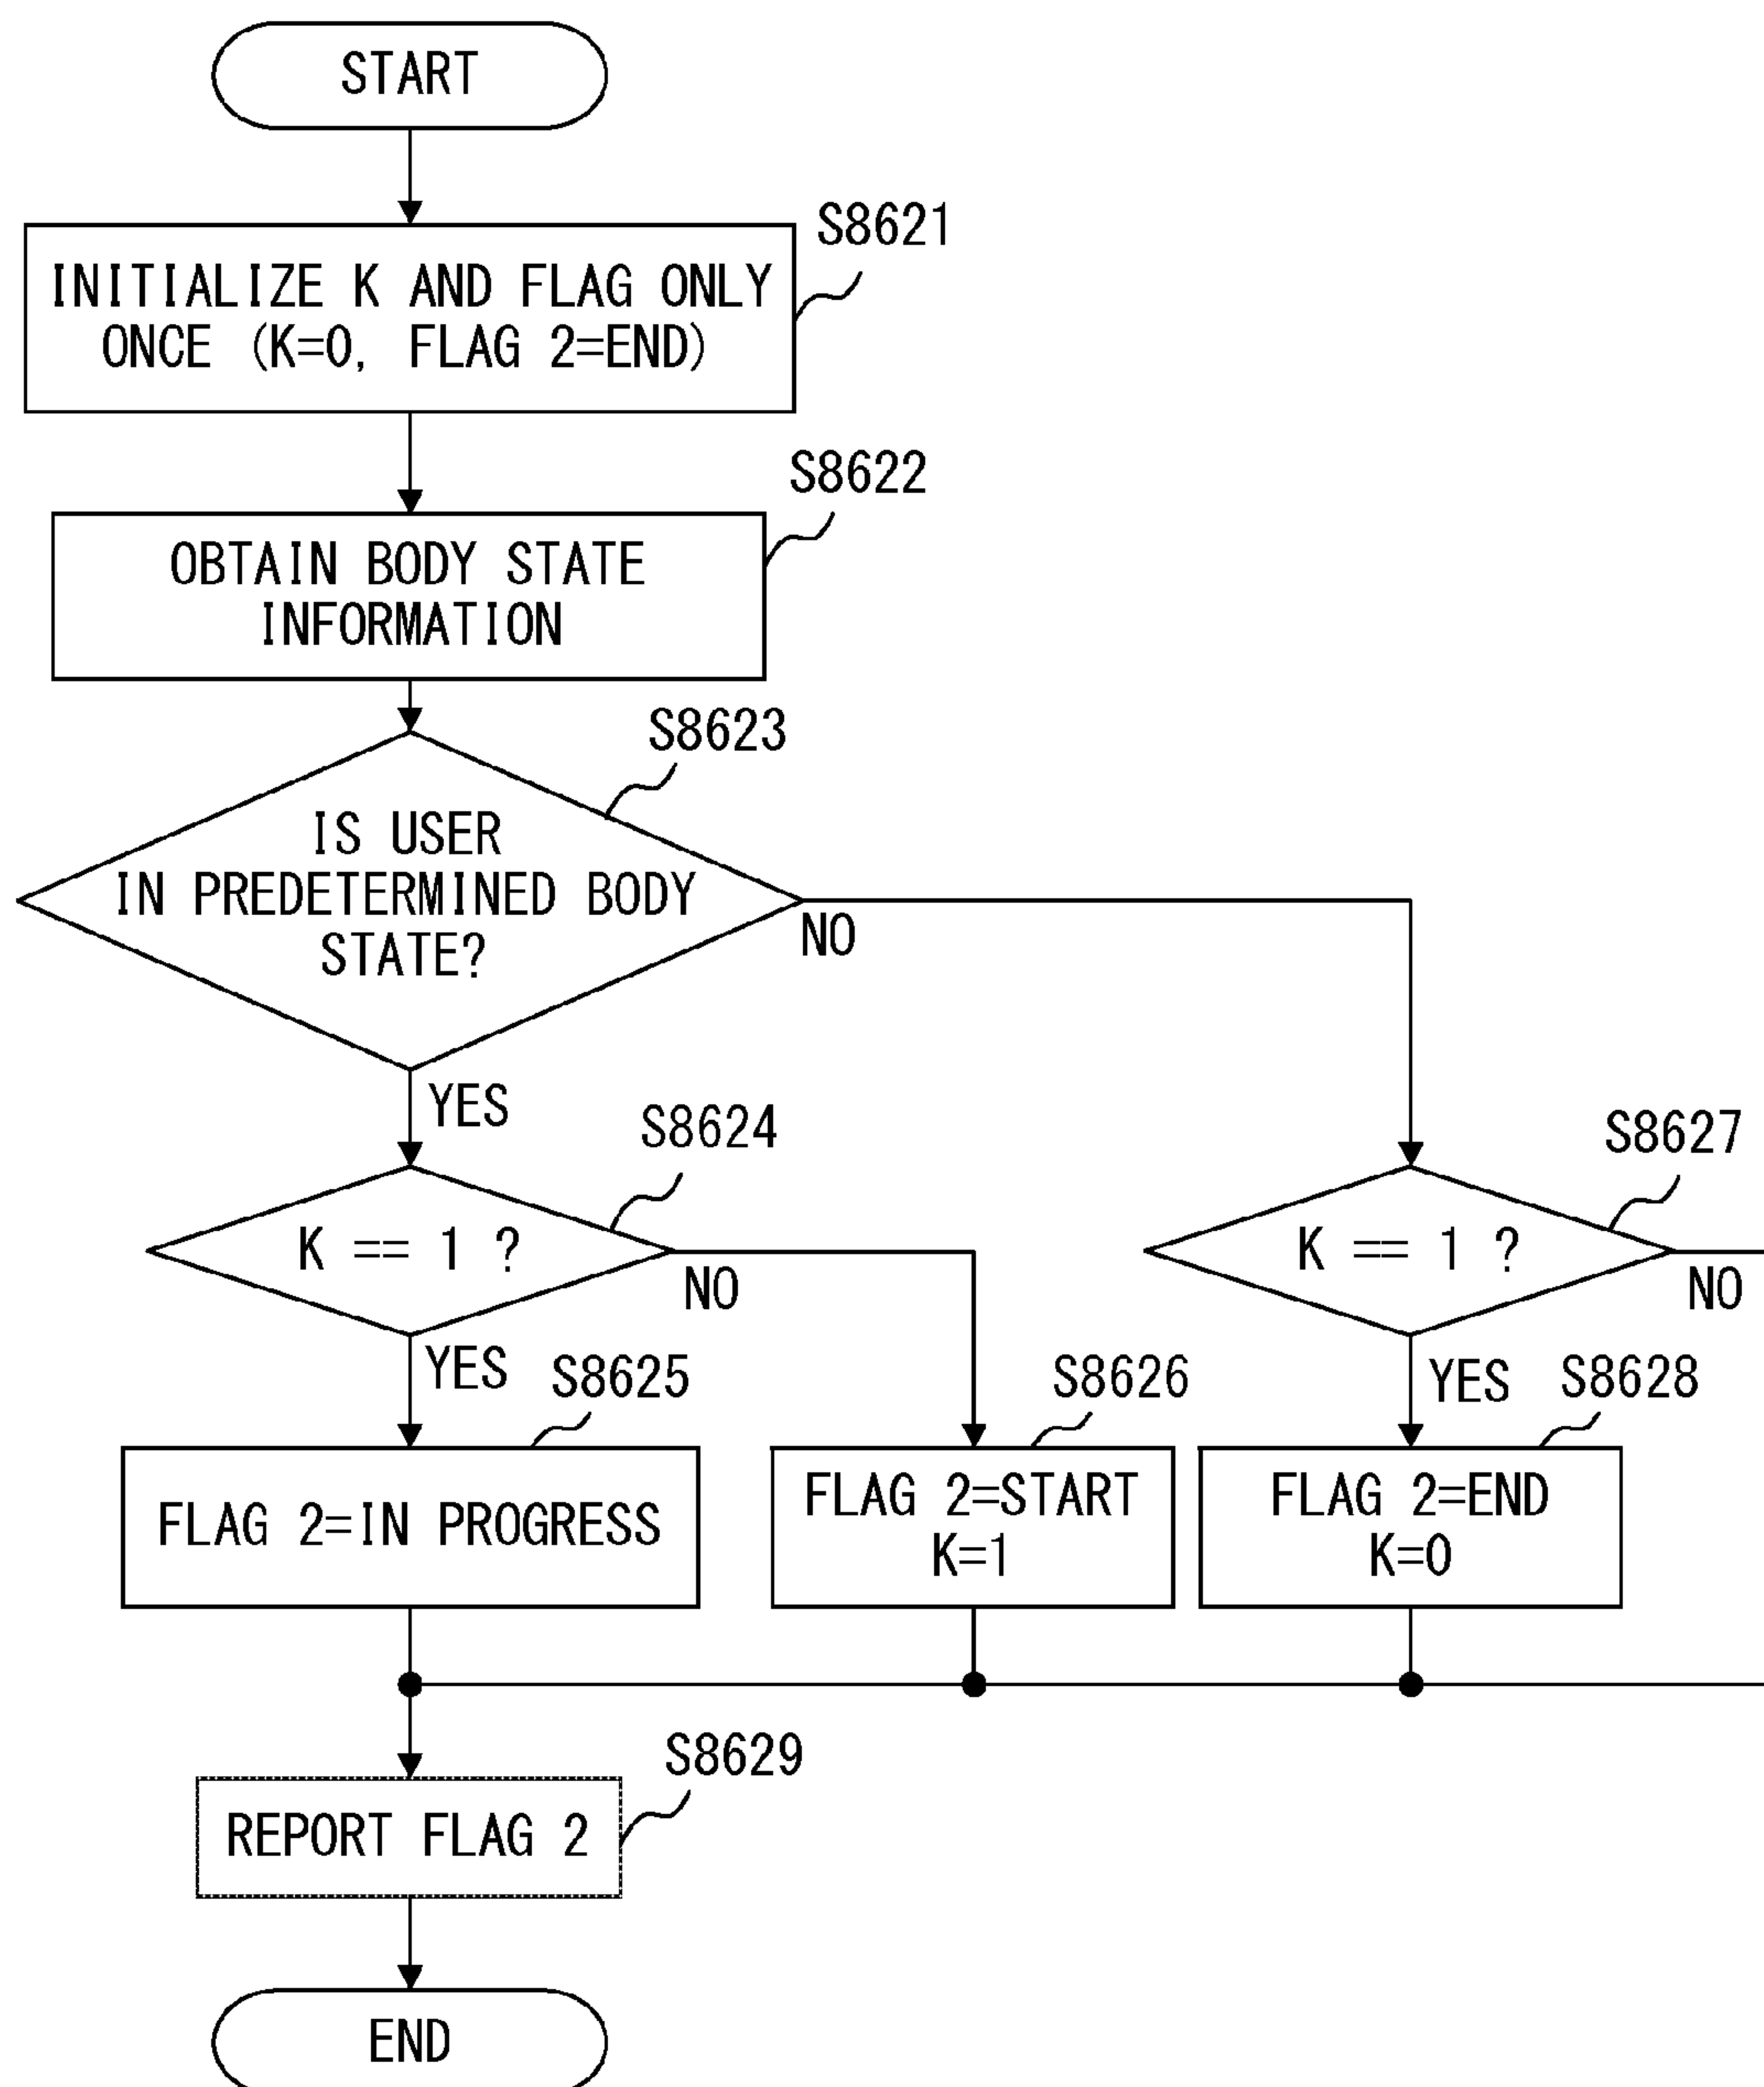 START
S8621
INITIALIZE K AND FLAG ONLY
ONCE (K=0, FLAG 2=END)
S8622
OBTAIN BODY STATE
INFORMATION
S8623
IS USER
IN PREDETERMINED BODY
STATE?
NO
YES
S8624
S8627
K == 1 ?
NO
K == 1 ?
NO
YES
S8625
S8626
YES
S8628
FLAG 2=IN PROGRESS
FLAG 2=START
K=1
FLAG 2=END
K=0
S8629
REPORT FLAG 2
END